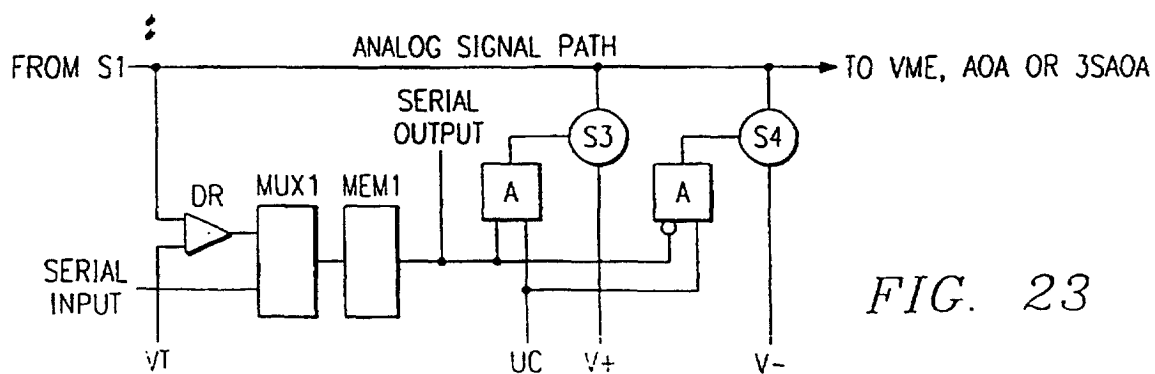 ANALOG SIGNAL PATH
FROM S1
TO VME, AOA OR 3SAOA
SERIAL
OUTPUT
S3
S4
DR
MUX1
MEM1
A
A
SERIAL
INPUT
FIG. 23
VT
UC
V+
V-